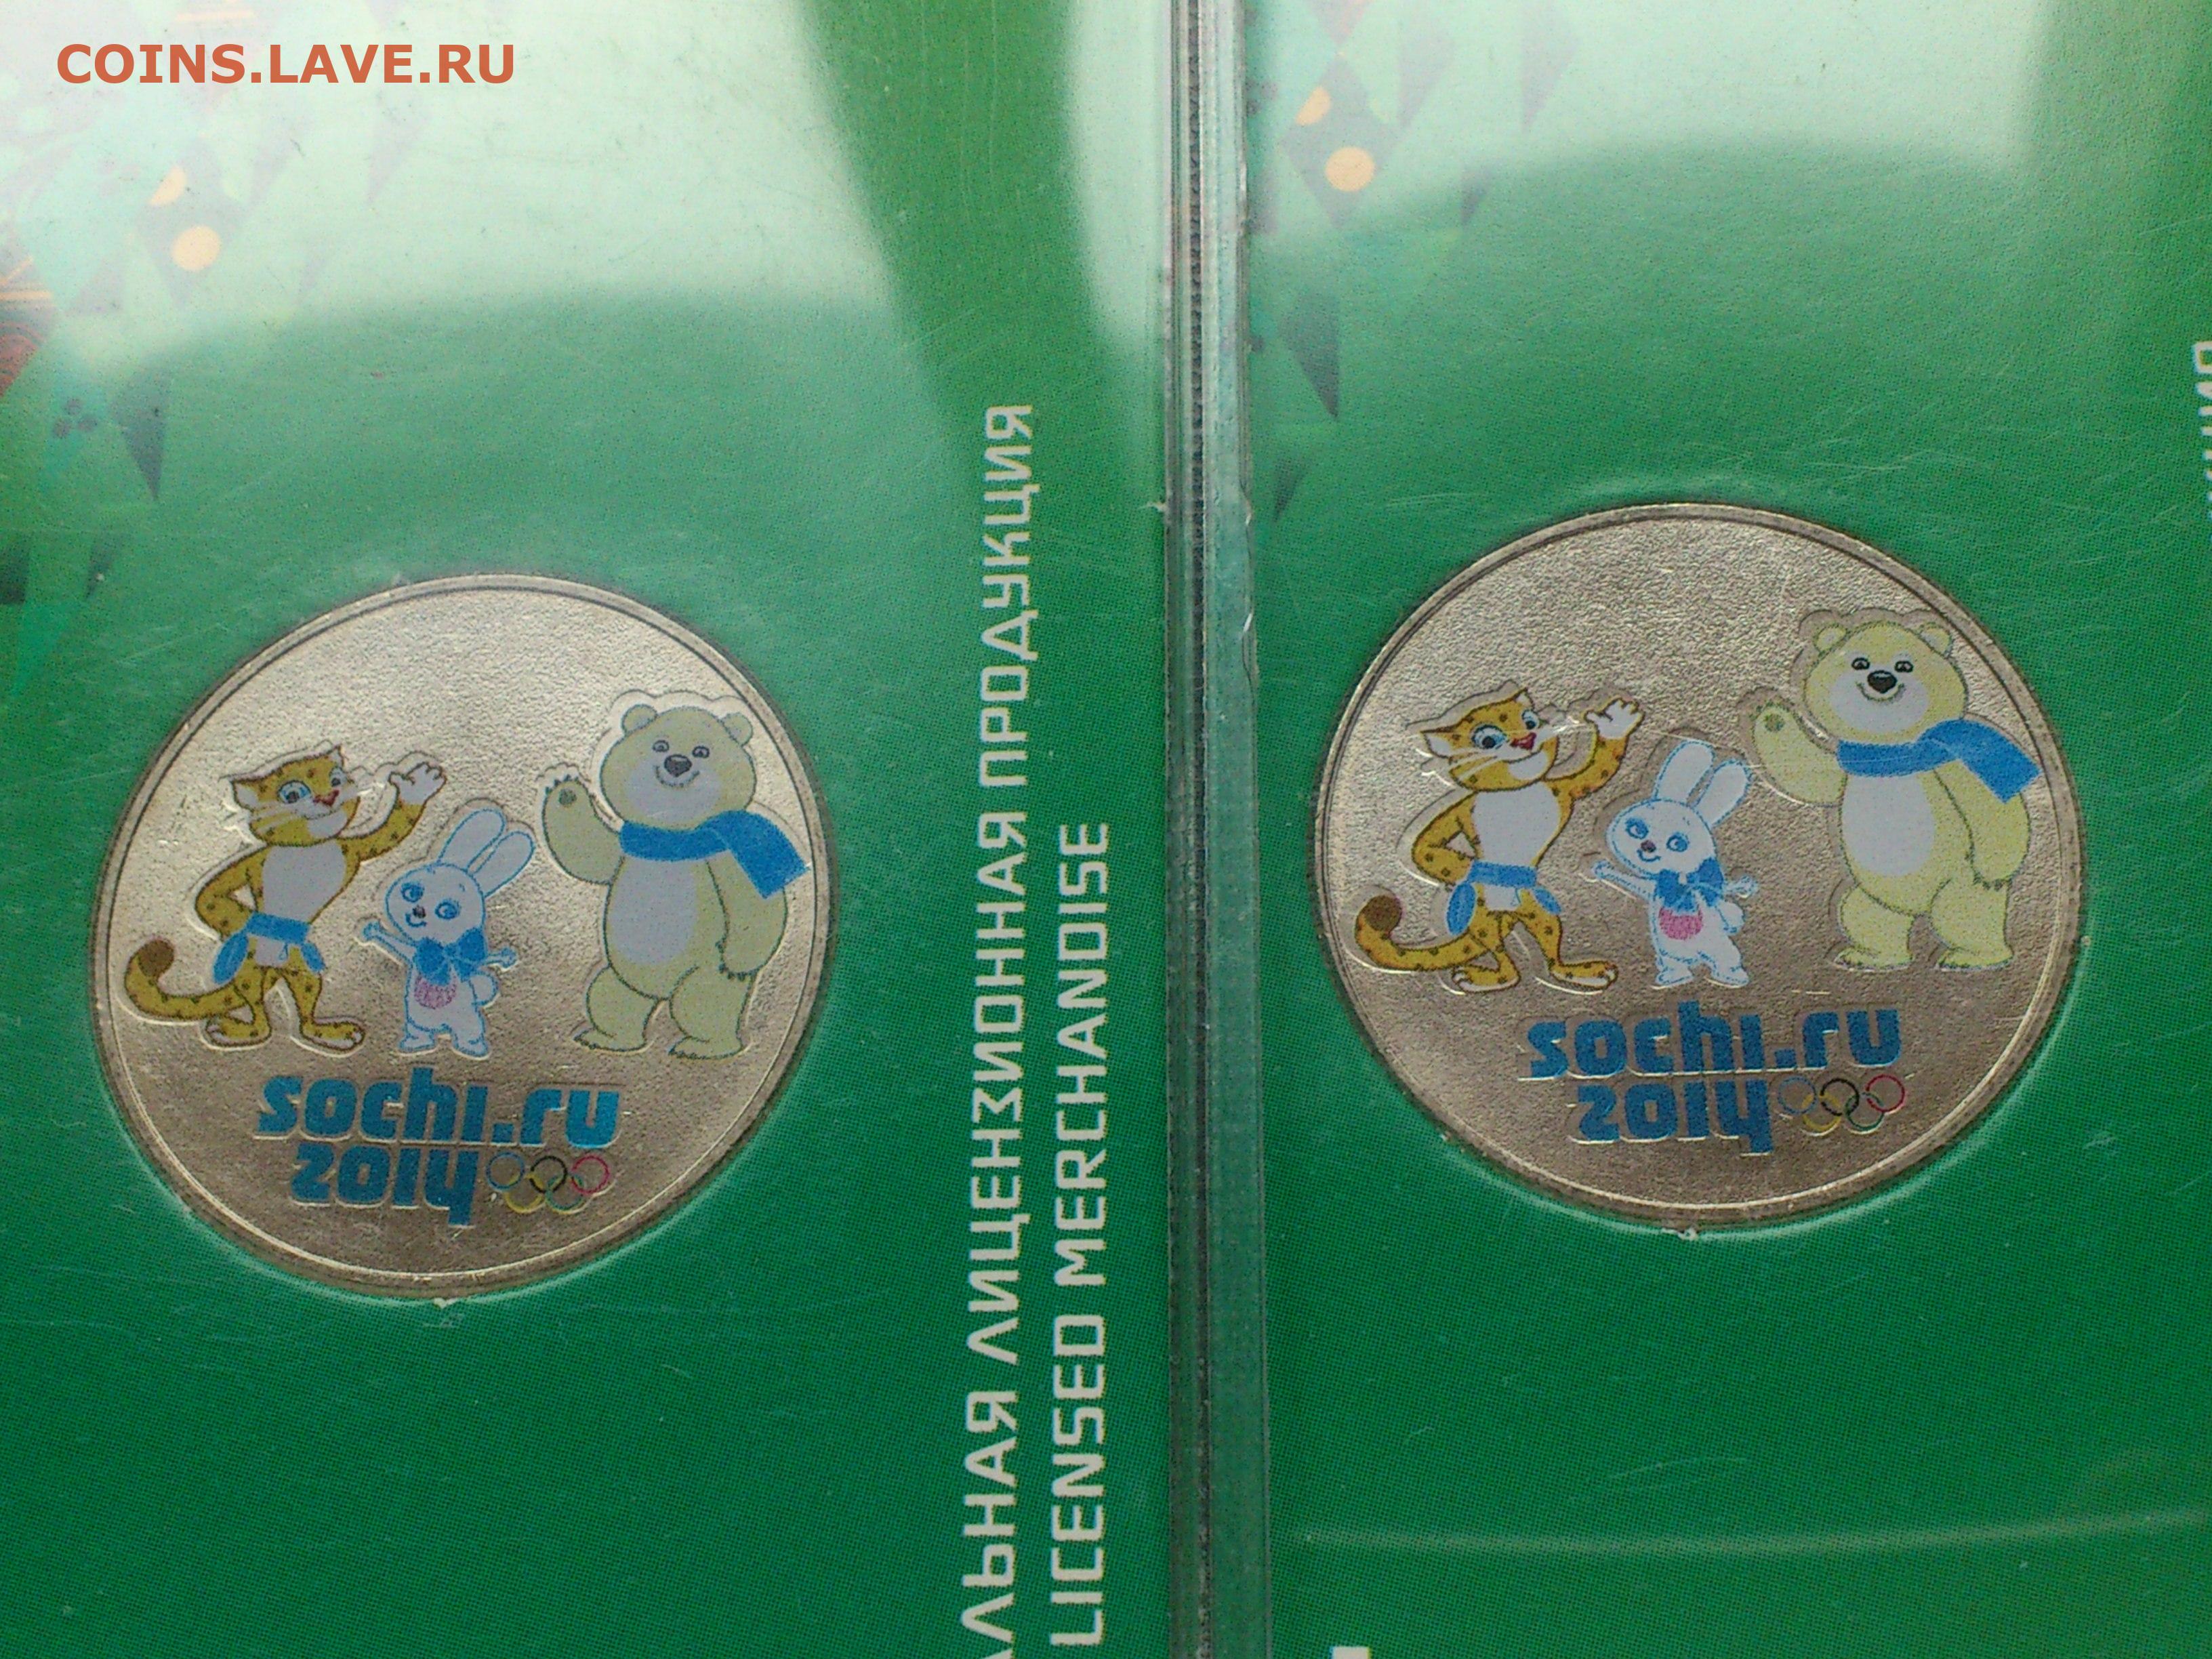 COINS.LAVE.RU
sochi.ru
2014
АЛЬНАЯ ЛИЦЕНЗИОННАЯ ПРОДУКЦИЯ
LICENSED MERCHANDISE
sochi.ru
2014